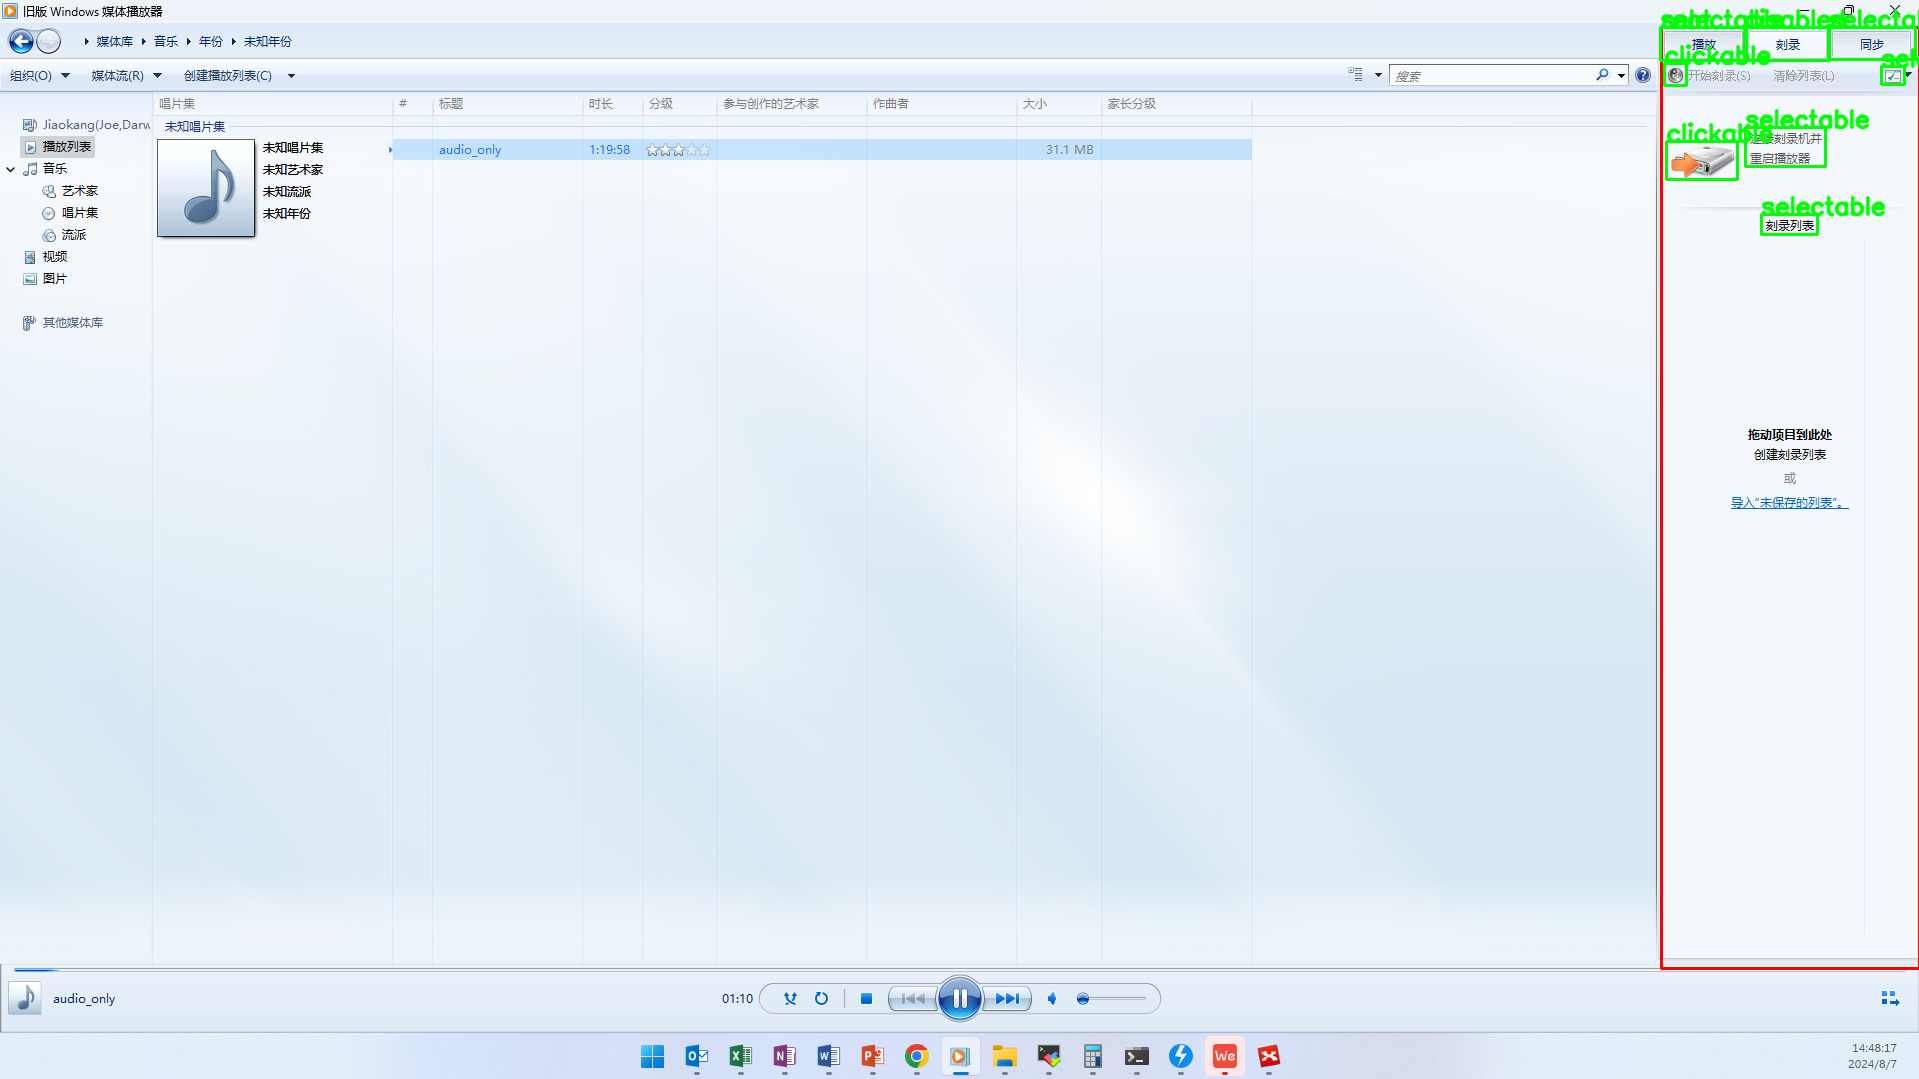 旧版 Windows 媒体播放器
媒体库 音乐 年份 未知年份
组织(O) 媒体流(R) 创建播放列表(C)
搜索
唱片集 # 标题 时长 分级 参与创作的艺术家 作曲者 大小 家长分级
Jiaokang(Joe,Darw
播放列表
音乐
艺术家
唱片集
流派
视频
图片
其他媒体库
未知唱片集
未知唱片集
未知艺术家
未知流派
未知年份
audio_only 1:19:58 31.1 MB
selectable
播放 刻录 同步
clickable
开始刻录(S) 清除列表(L)
selectable
clickable
连接刻录机并
重启播放器
selectable
刻录列表
拖动项目到此处
创建刻录列表
或
导入“未保存的列表”。
audio_only
01:10
14:48:17
2024/8/7